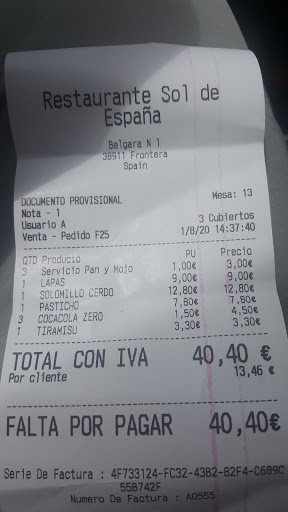 Restaurante Sol de
España
Belgara N 1
38911 Frontera
Spain
DOCUMENTO PROVISIONAL Mesa: 13
Nota - 1
Usuario A 3 Cubiertos
Venta - Pedido F25 1/8/20 14:37:40
QTD Producto PU Precio
3 Servicio Pan y Mojo 1,00€ 3,00€
1 LAPAS 9,00€ 9,00€
1 SOLOMILLO CERDO 12,80€ 12,80€
1 PASTICHO 7,80€ 7,80€
3 COCACOLA ZERO 1,50€ 4,50€
1 TIRAMISU 3,30€ 3,30€
TOTAL CON IVA 40,40 €
Por cliente 13,46 €
FALTA POR PAGAR 40,40€
Serie De Factura : 4F733124-FC32-43B2-82F4-C689C
55B742F
Numero De Factura : A0555